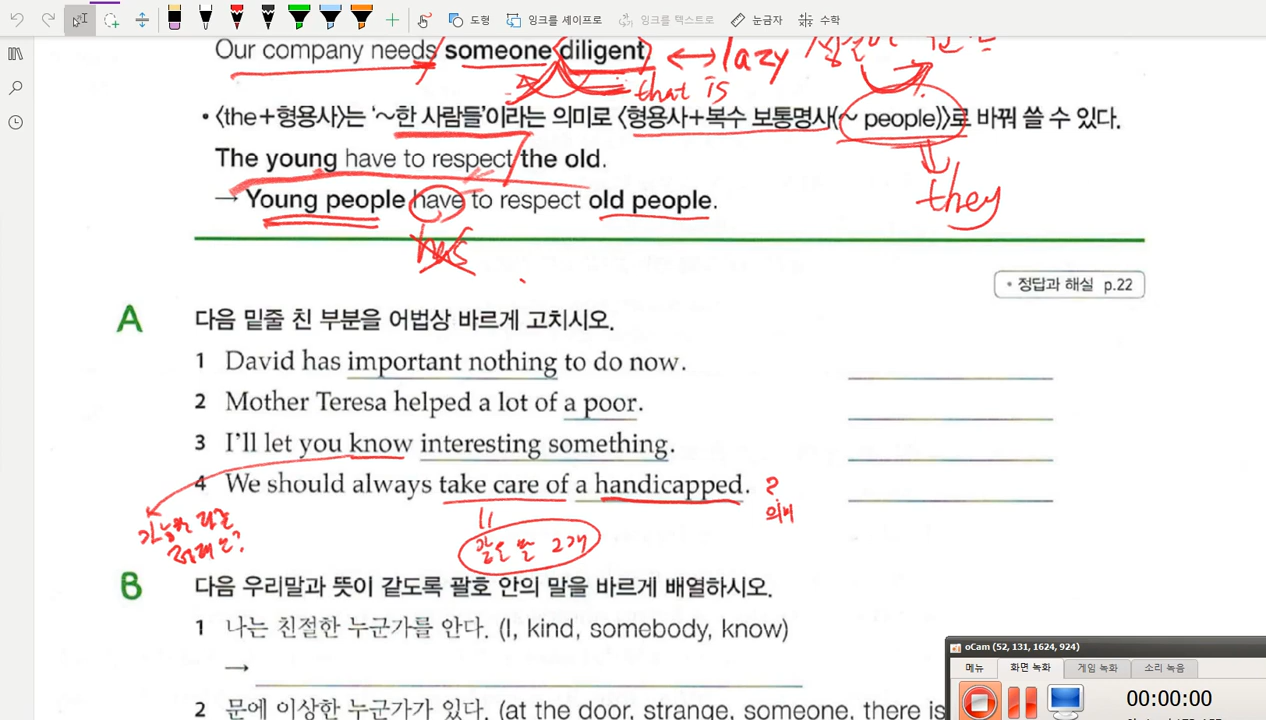 도형
잉크를 셰이프로
잉크를 텍스트로
눈금자
수학
Our company needs someone diligent ↔ lazy
that is
• 〈the+형용사〉는 '~한 사람들'이라는 의미로 〈형용사+복수 보통명사(~ people)〉로 바꿔 쓸 수 있다.
The young have to respect the old.
→ Young people have to respect old people.
they
has
• 정답과 해설 p.22
A 다음 밑줄 친 부분을 어법상 바르게 고치시오.
1 David has important nothing to do now.
2 Mother Teresa helped a lot of a poor.
3 I'll let you know interesting something.
4 We should always take care of a handicapped. ?
의미
같은 말 2개
B 다음 우리말과 뜻이 같도록 괄호 안의 말을 바르게 배열하시오.
1 나는 친절한 누군가를 안다. (I, kind, somebody, know)
→
2 문에 이상한 누군가가 있다. (at the door, strange, someone, there is
oCam (52, 131, 1624, 924)
메뉴
화면 녹화
게임 녹화
소리 녹음
00:00:00